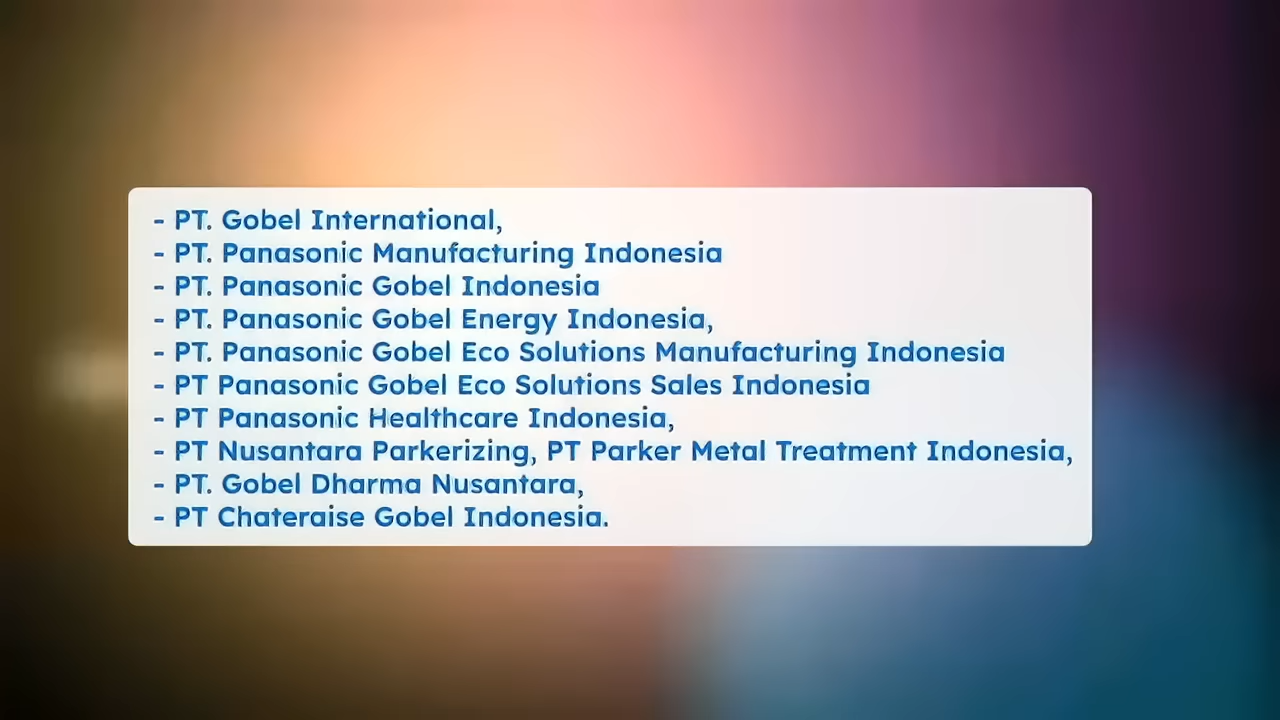 - PT. Gobel International,
- PT. Panasonic Manufacturing Indonesia
- PT. Panasonic Gobel Indonesia
- PT. Panasonic Gobel Energy Indonesia,
- PT. Panasonic Gobel Eco Solutions Manufacturing Indonesia
- PT Panasonic Gobel Eco Solutions Sales Indonesia
- PT Panasonic Healthcare Indonesia,
- PT Nusantara Parkerizing, PT Parker Metal Treatment Indonesia,
- PT. Gobel Dharma Nusantara,
- PT Chateraise Gobel Indonesia.